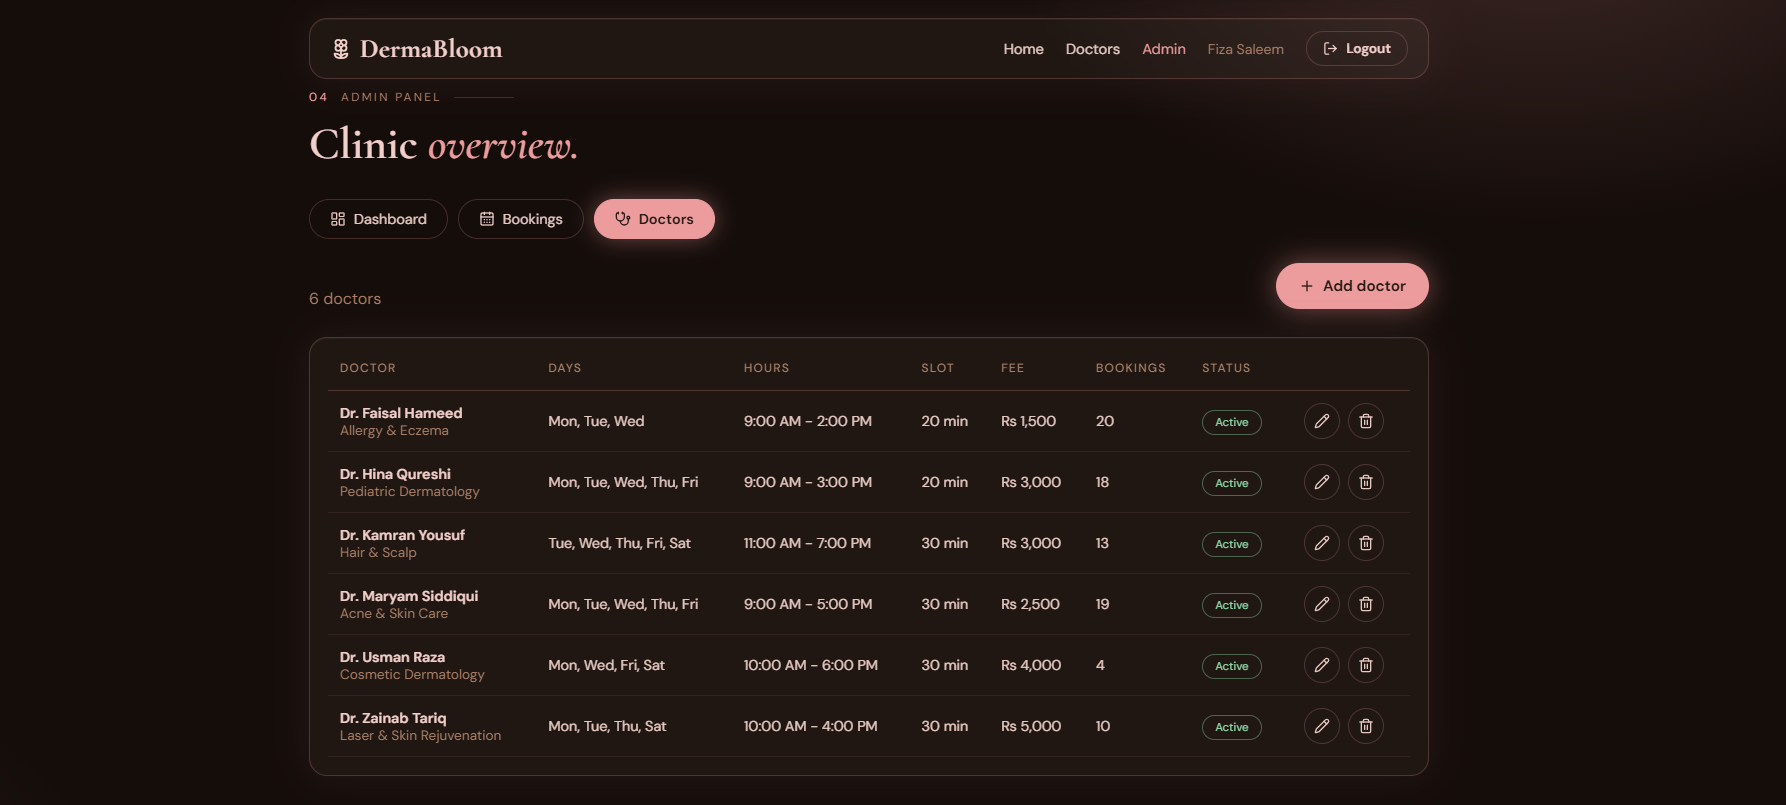 DermaBloom Home Doctors Admin Fiza Saleem Logout
04 ADMIN PANEL
Clinic overview.
Dashboard Bookings Doctors
Add doctor
6 doctors
DOCTOR DAYS HOURS SLOT FEE BOOKINGS STATUS
Dr. Faisal Hameed
Allergy & Eczema
Mon, Tue, Wed 9:00 AM – 2:00 PM 20 min Rs 1,500 20 Active
Dr. Hina Qureshi
Pediatric Dermatology
Mon, Tue, Wed, Thu, Fri 9:00 AM – 3:00 PM 20 min Rs 3,000 18 Active
Dr. Kamran Yousuf
Hair & Scalp
Tue, Wed, Thu, Fri, Sat 11:00 AM – 7:00 PM 30 min Rs 3,000 13 Active
Dr. Maryam Siddiqui
Acne & Skin Care
Mon, Tue, Wed, Thu, Fri 9:00 AM – 5:00 PM 30 min Rs 2,500 19 Active
Dr. Usman Raza
Cosmetic Dermatology
Mon, Wed, Fri, Sat 10:00 AM – 6:00 PM 30 min Rs 4,000 4 Active
Dr. Zainab Tariq
Laser & Skin Rejuvenation
Mon, Tue, Thu, Sat 10:00 AM – 4:00 PM 30 min Rs 5,000 10 Active